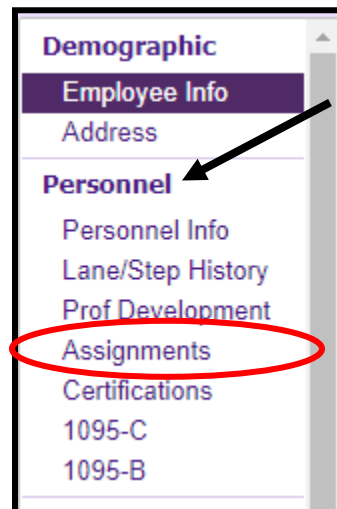 Demographic
Employee Info
Address
Personnel
Personnel Info
Lane/Step History
Prof Development
Assignments
Certifications
1095-C
1095-B